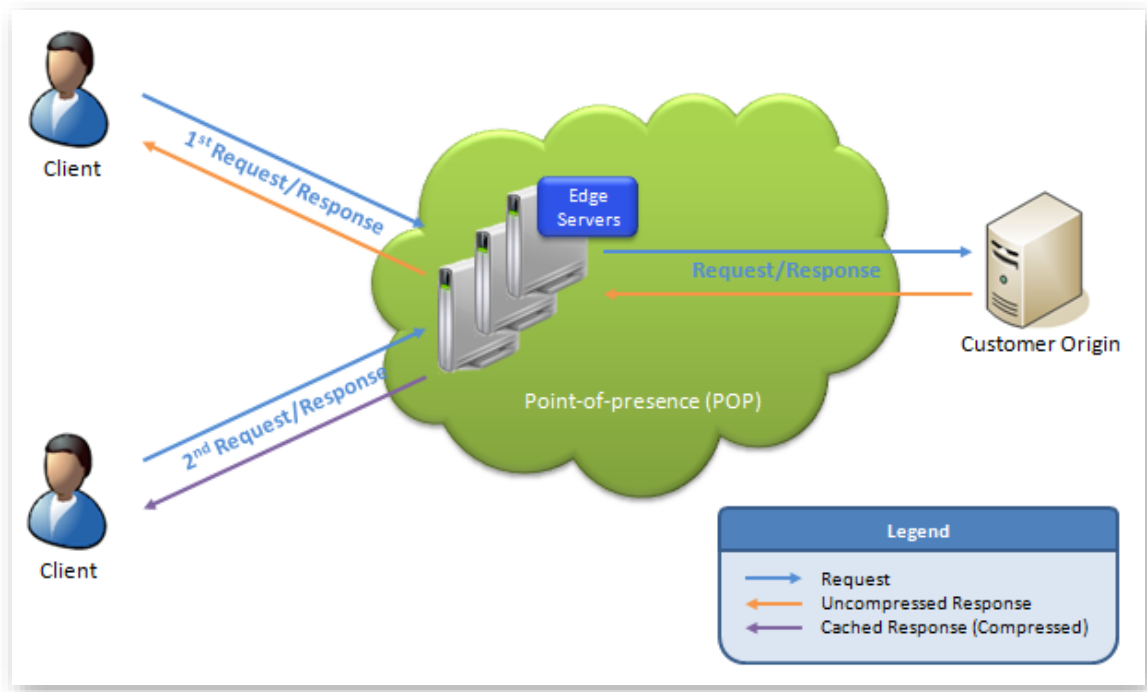 Client
1st Request/Response
Edge
Servers
Request/Response
Customer Origin
Point-of-presence (POP)
2nd Request/Response
Client
Legend
Request
Uncompressed Response
Cached Response (Compressed)